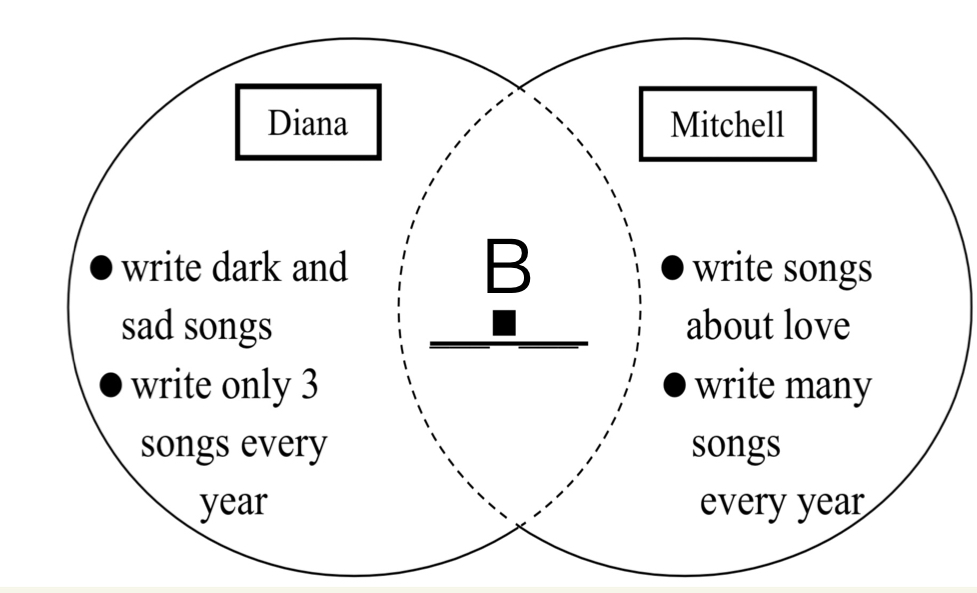 Diana
● write dark and
sad songs
● write only 3
songs every
year
B
Mitchell
● write songs
about love
● write many
songs
every year